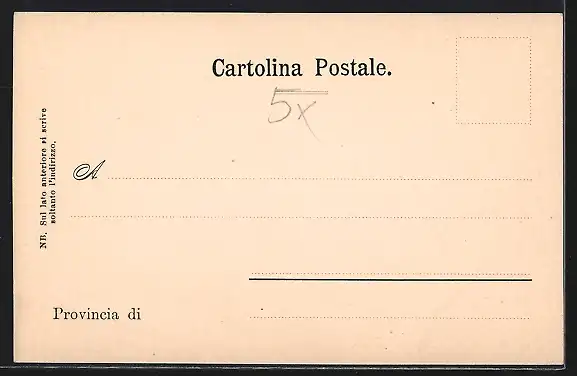 Cartolina Postale.
5x
NB. Sul lato anteriore si scrive
soltanto l'indirizzo.
A
Provincia di